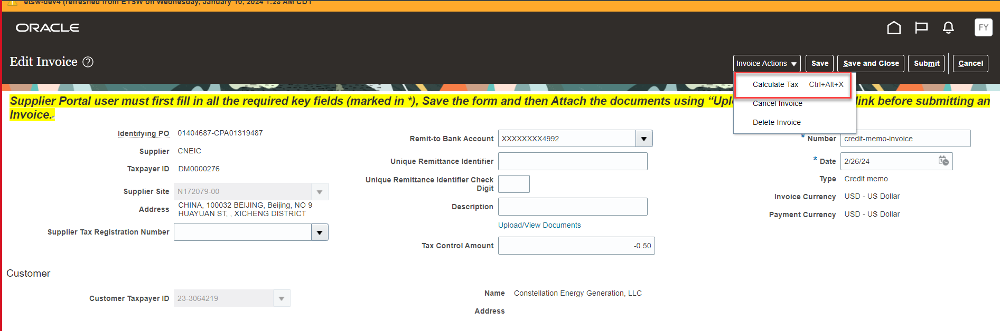 etsw-dev4 (refreshed from ETSW on Wednesday, January 10, 2024 1:23 AM CDT
ORACLE
FY
Edit Invoice ?
Invoice Actions Save Save and Close Submit Cancel
Calculate Tax Ctrl+Alt+X
Cancel Invoice
Delete Invoice
Supplier Portal user must first fill in all the required key fields (marked in *), Save the form and then Attach the documents using “Uplo link before submitting an
Invoice.
Identifying PO 01404687-CPA01319487
Supplier CNEIC
Taxpayer ID DM0000276
Supplier Site N172079-00
Address CHINA, 100032 BEIJING, Beijing, NO 9
HUAYUAN ST, , XICHENG DISTRICT
Supplier Tax Registration Number
Remit-to Bank Account XXXXXXXX4992
Unique Remittance Identifier
Unique Remittance Identifier Check
Digit
Description
Upload/View Documents
Tax Control Amount -0.50
* Number credit-memo-invoice
* Date 2/26/24
Type Credit memo
Invoice Currency USD - US Dollar
Payment Currency USD - US Dollar
Customer
Customer Taxpayer ID 23-3064219
Name Constellation Energy Generation, LLC
Address